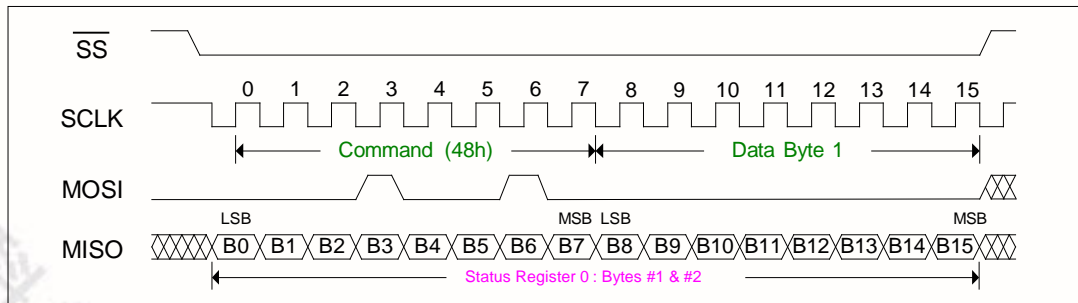 SS
0 1 2 3 4 5 6 7 8 9 10 11 12 13 14 15
SCLK
Command (48h) Data Byte 1
MOSI
LSB MSB LSB MSB
MISO B0 B1 B2 B3 B4 B5 B6 B7 B8 B9 B10 B11 B12 B13 B14 B15
Status Register 0 : Bytes #1 & #2